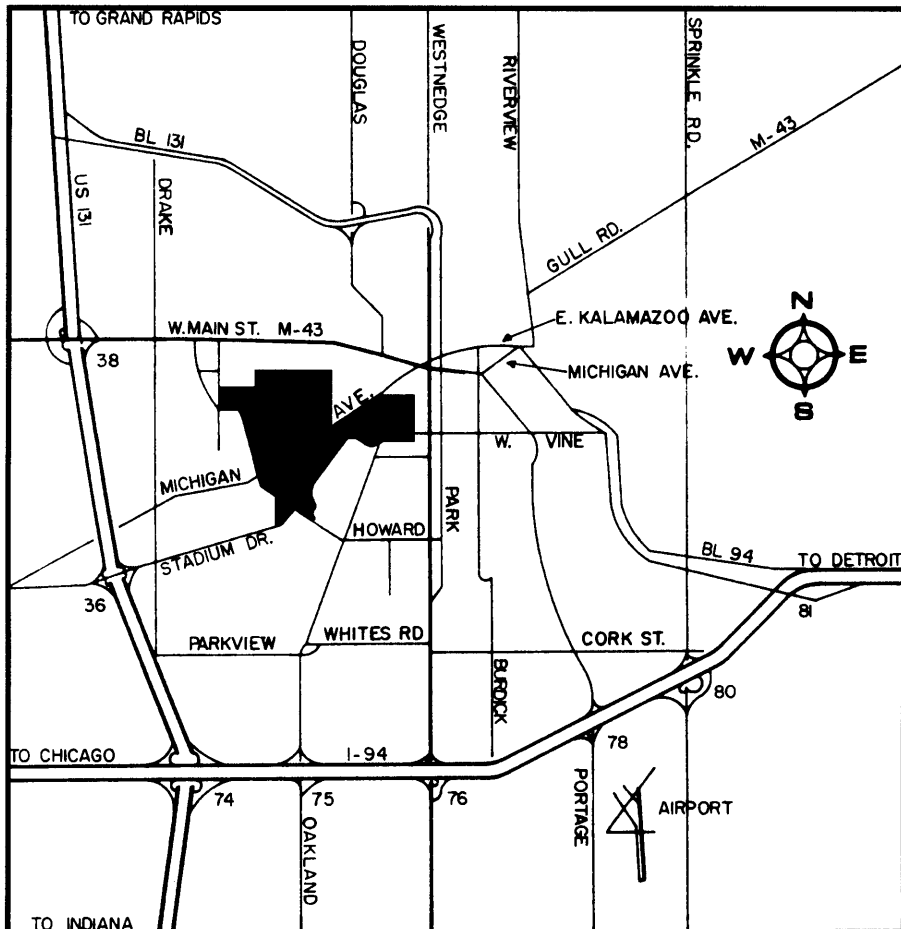 TO GRAND RAPIDS
DOUGLAS
WESTNEDGE
RIVERVIEW
SPRINKLE RD.
M-43
BL 131
US 131
DRAKE
GULL RD.
N
W E
S
E. KALAMAZOO AVE.
W. MAIN ST. M-43
38
MICHIGAN AVE.
AVE.
W. VINE
MICHIGAN
PARK
HOWARD
STADIUM DR.
BL 94
TO DETROIT
36
81
PARKVIEW
WHITES RD
CORK ST.
BURDICK
80
TO CHICAGO
I-94
78
74
75
76
PORTAGE
AIRPORT
OAKLAND
TO INDIANA